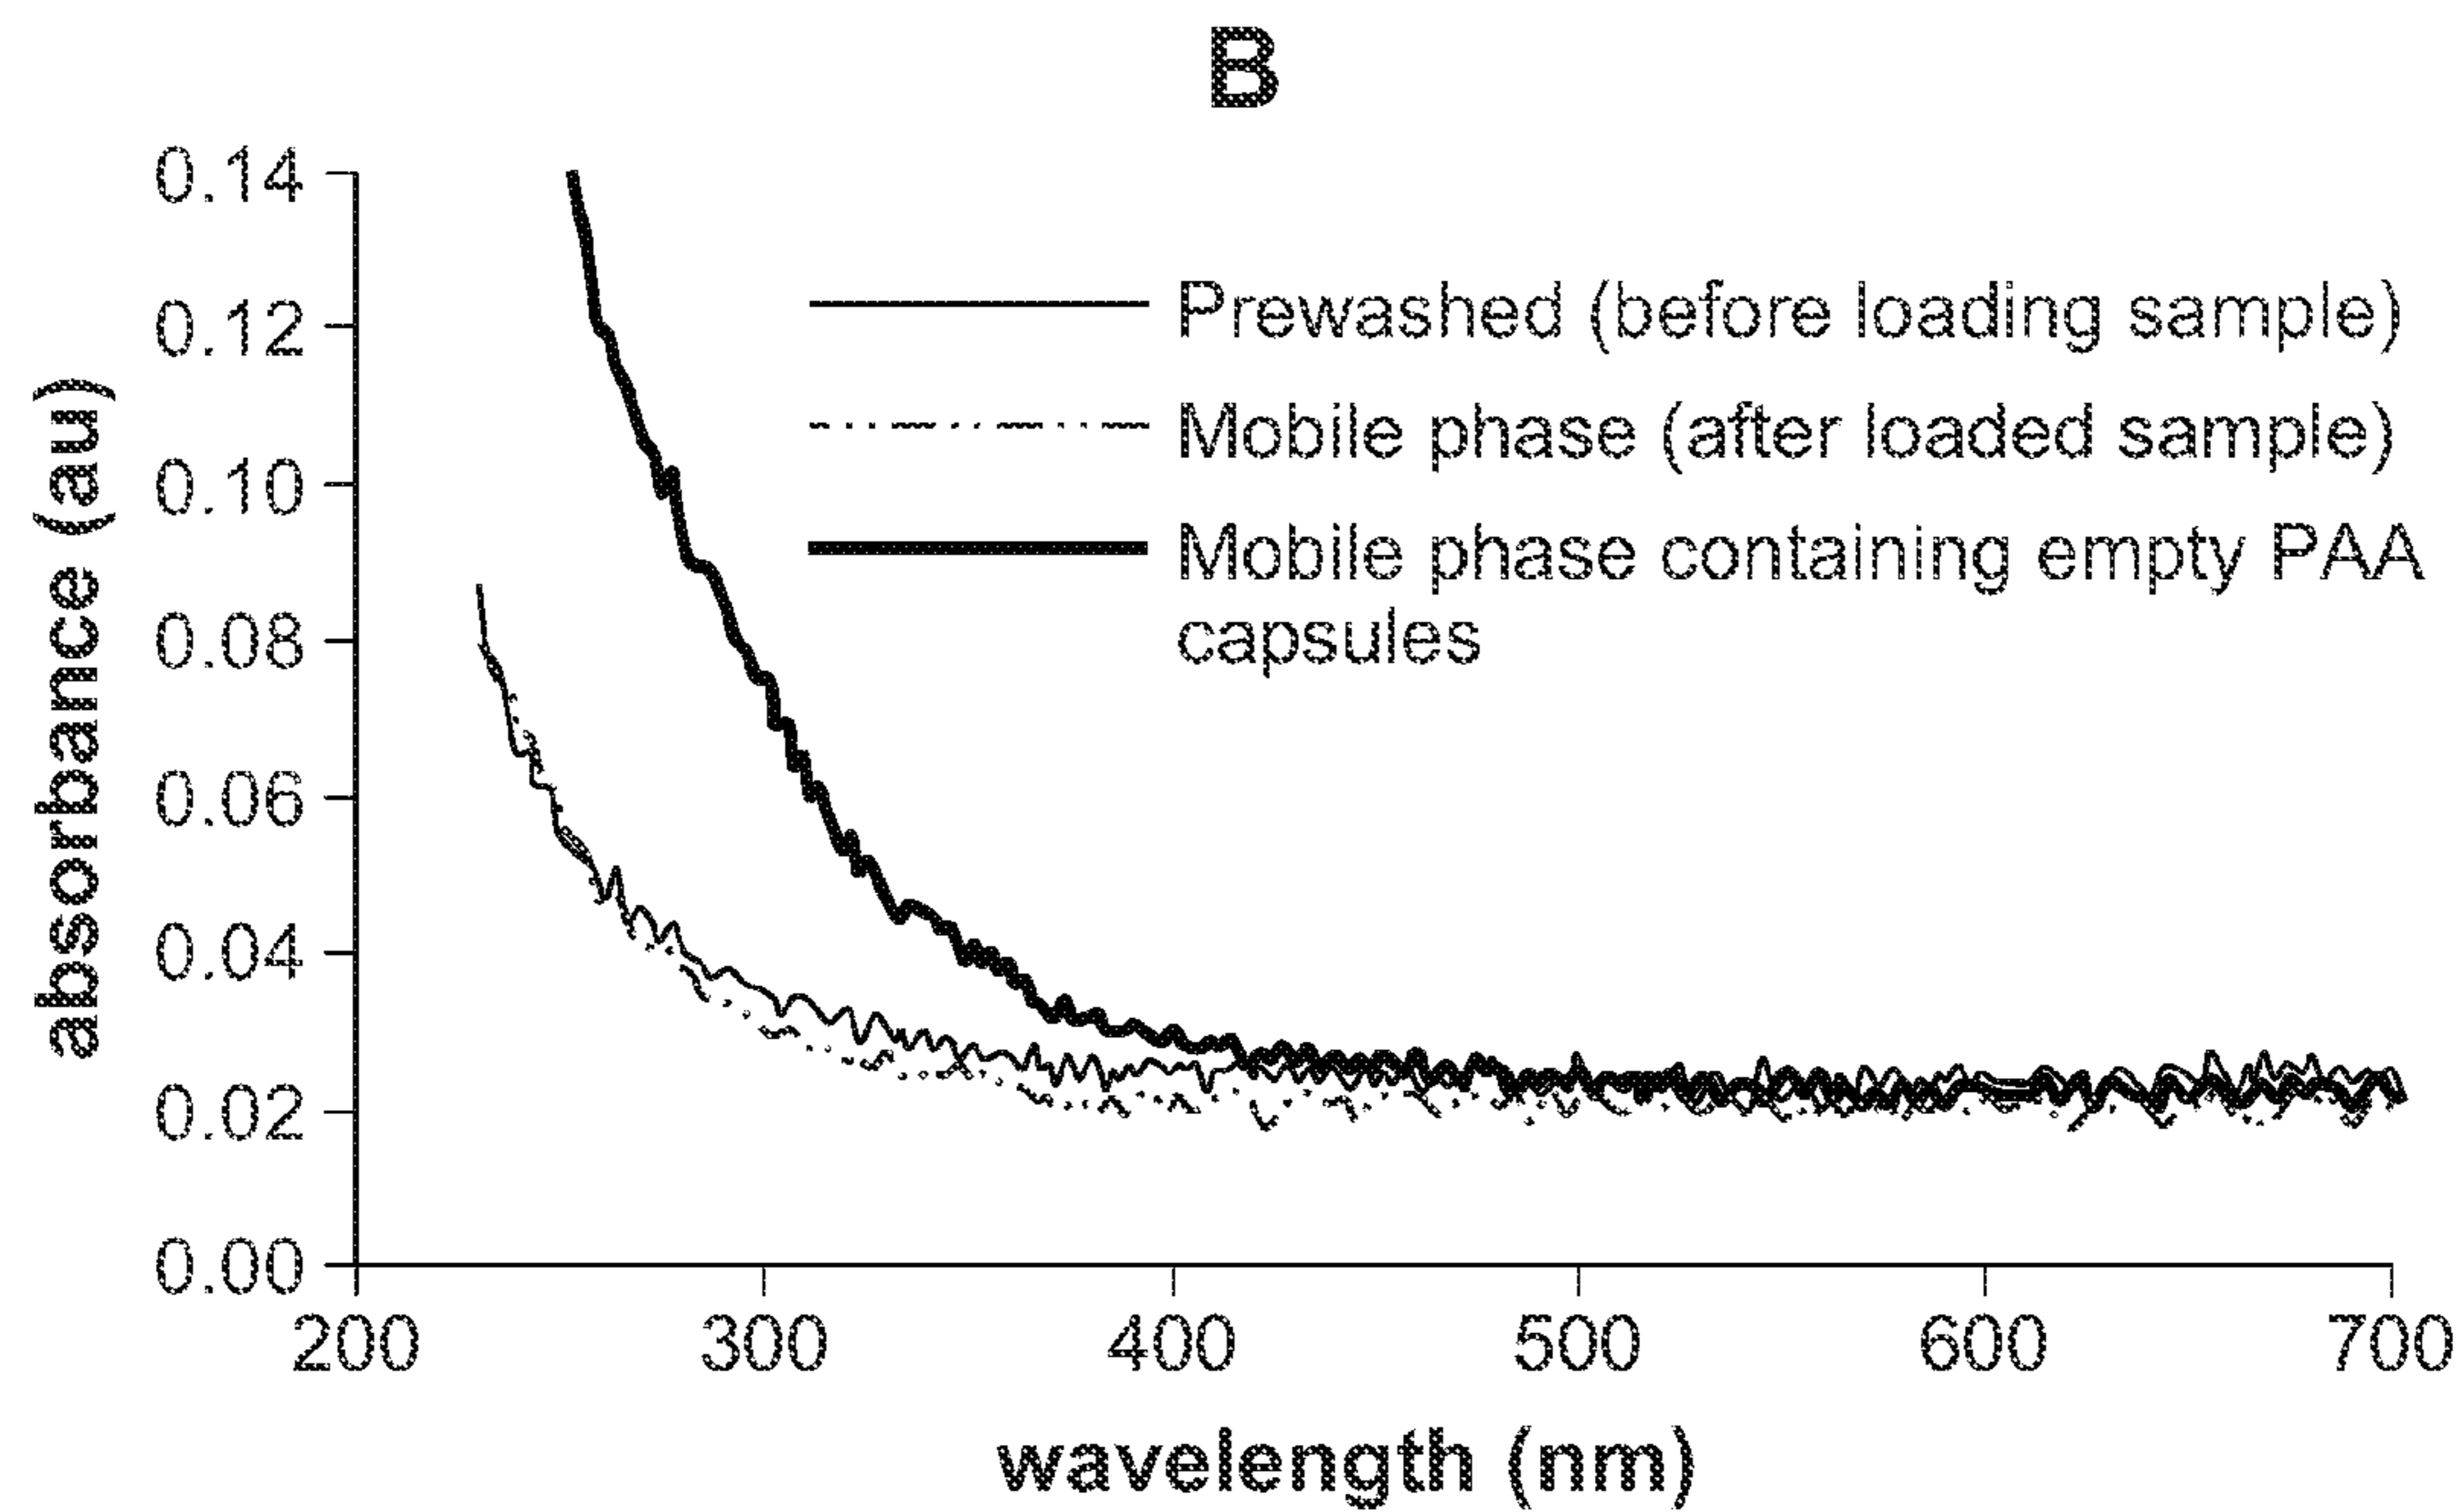 B
0.14
0.12
0.10
0.08
0.06
0.04
0.02
0.00
absorbance (au)
Prewashed (before loading sample)
Mobile phase (after loaded sample)
Mobile phase containing empty PAA
capsules
200 300 400 500 600 700
wavelength (nm)